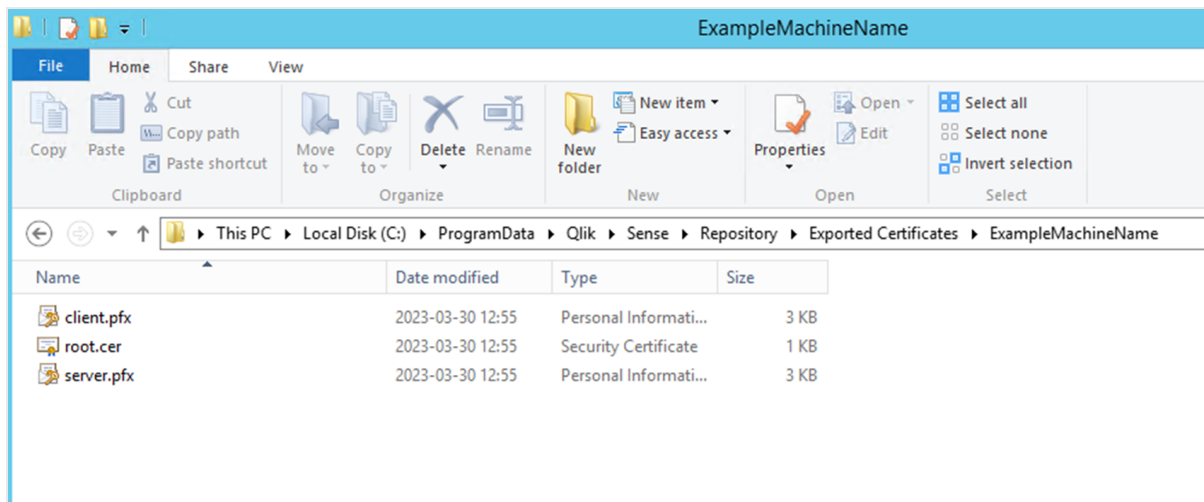 ExampleMachineName
File Home Share View
Copy
Paste
Cut
Copy path
Paste shortcut
Clipboard
Move to
Copy to
Delete
Rename
Organize
New folder
New item
Easy access
New
Properties
Open
Edit
Open
Select all
Select none
Invert selection
Select
This PC Local Disk (C:) ProgramData Qlik Sense Repository Exported Certificates ExampleMachineName
Name Date modified Type Size
client.pfx 2023-03-30 12:55 Personal Informati... 3 KB
root.cer 2023-03-30 12:55 Security Certificate 1 KB
server.pfx 2023-03-30 12:55 Personal Informati... 3 KB